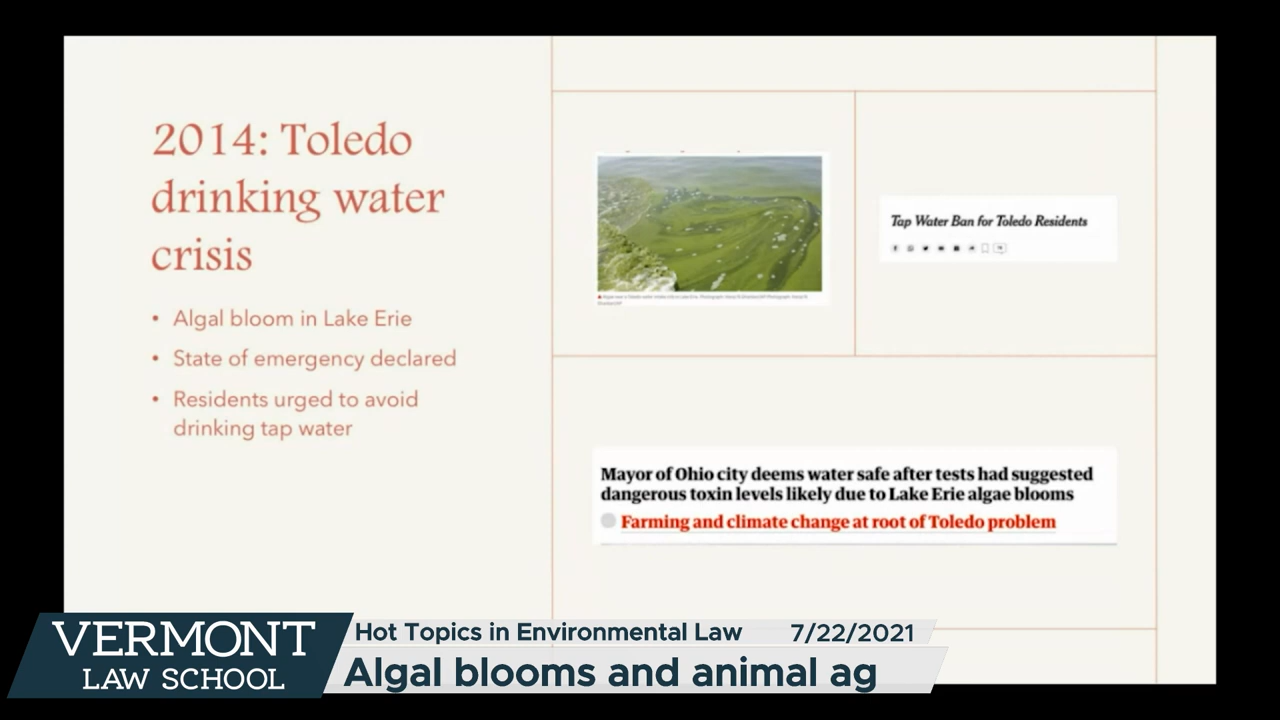 2014: Toledo
drinking water
crisis
• Algal bloom in Lake Erie
• State of emergency declared
• Residents urged to avoid
drinking tap water
Tap Water Ban for Toledo Residents
Mayor of Ohio city deems water safe after tests had suggested
dangerous toxin levels likely due to Lake Erie algae blooms
Farming and climate change at root of Toledo problem
VERMONT
LAW SCHOOL
Hot Topics in Environmental Law 7/22/2021
Algal blooms and animal ag